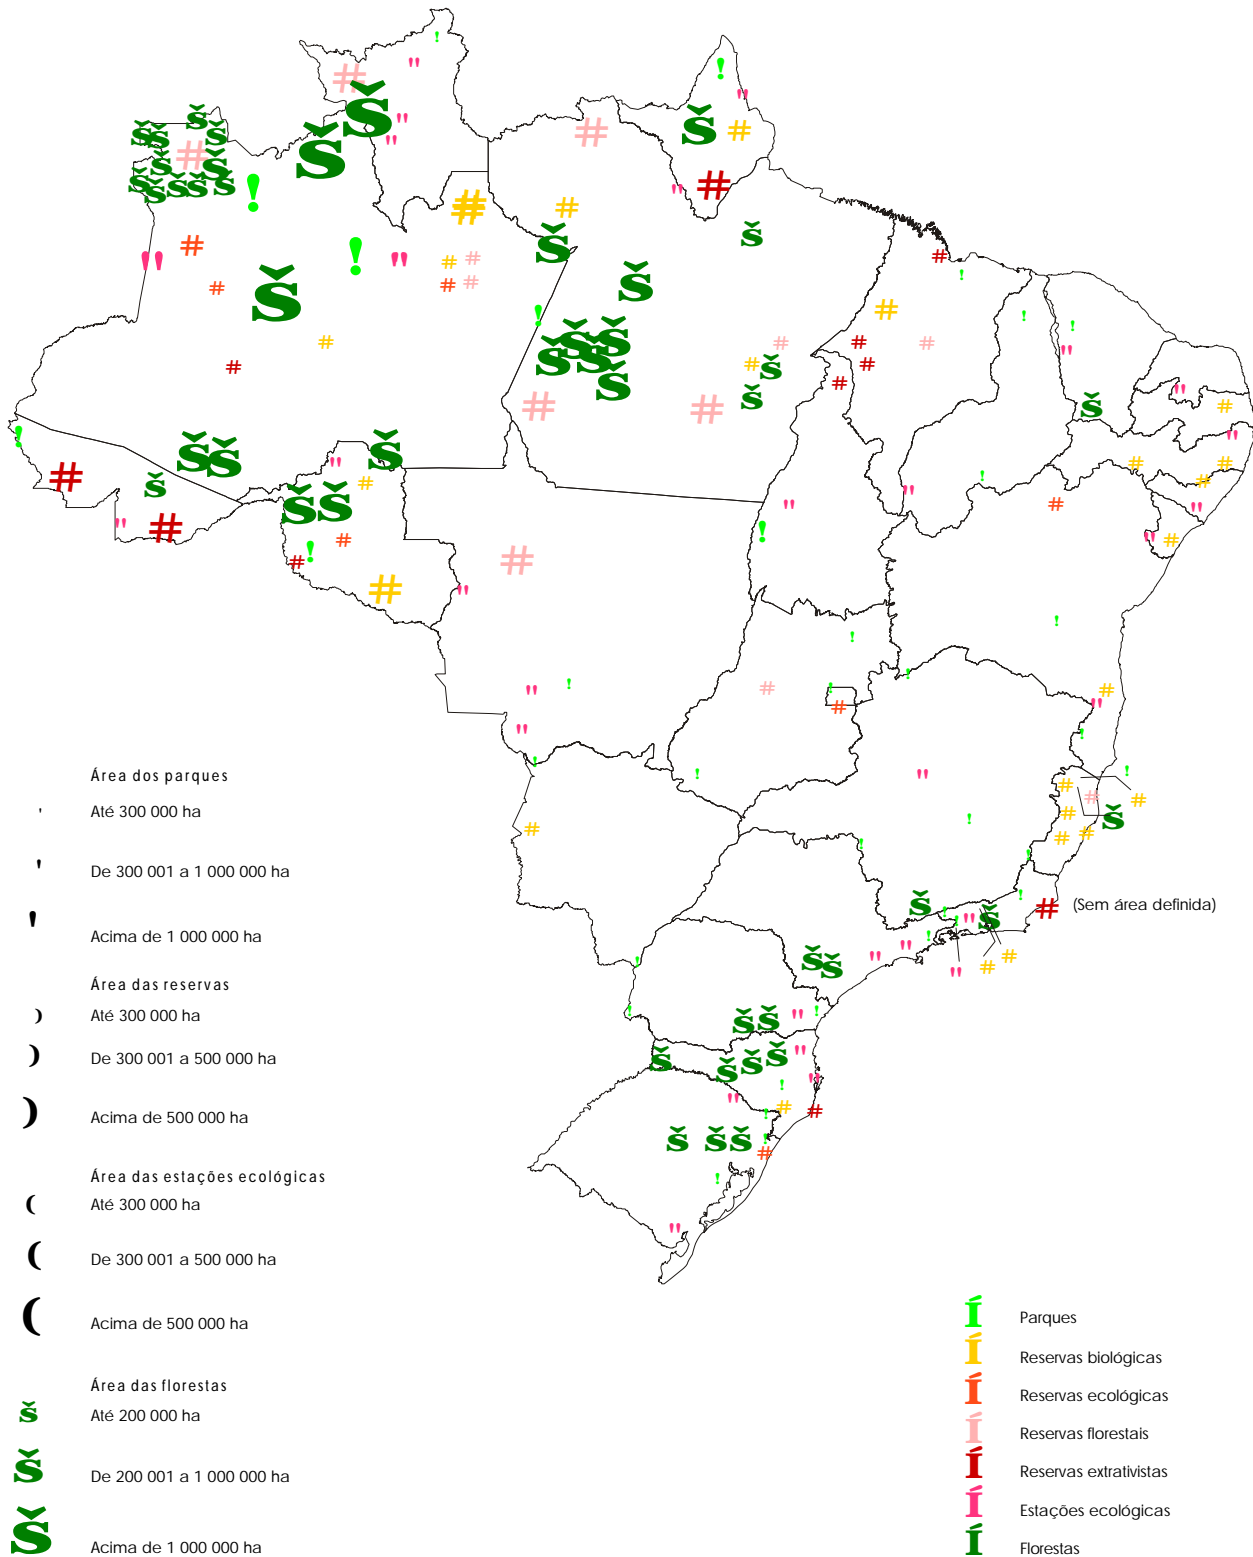 (Sem área definida)
Área dos parques
Até 300 000 ha
De 300 001 a 1 000 000 ha
Acima de 1 000 000 ha
Área das reservas
Até 300 000 ha
De 300 001 a 500 000 ha
Acima de 500 000 ha
Área das estações ecológicas
Até 300 000 ha
De 300 001 a 500 000 ha
Acima de 500 000 ha
Área das florestas
Até 200 000 ha
De 200 001 a 1 000 000 ha
Acima de 1 000 000 ha
Í Parques
Í Reservas biológicas
Í Reservas ecológicas
Í Reservas florestais
Í Reservas extrativistas
Í Estações ecológicas
Í Florestas